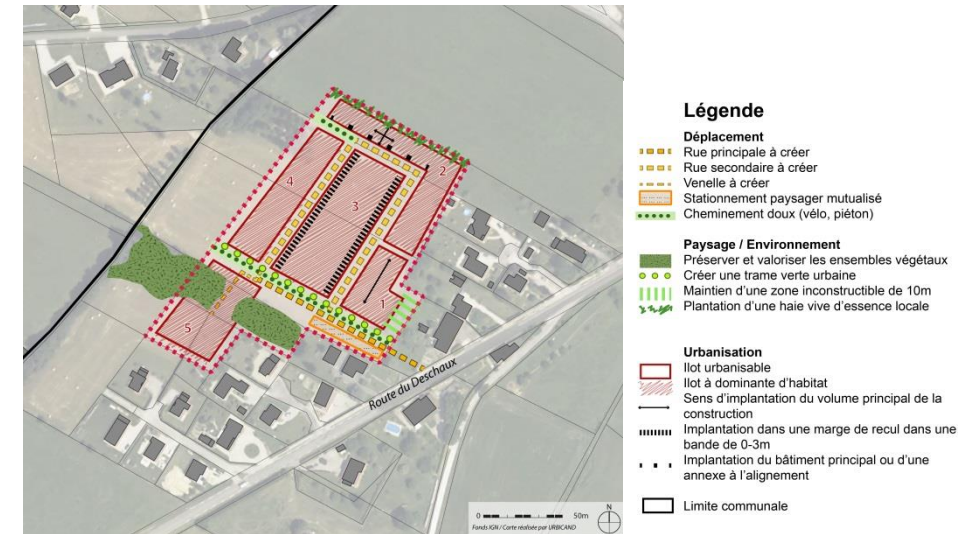 2
4
3
1
5
Route du Deschaux
0 50m
N
Fonds IGN / Carte réalisée par URBICAND
Légende
Déplacement
Rue principale à créer
Rue secondaire à créer
Venelle à créer
Stationnement paysager mutualisé
Cheminement doux (vélo, piéton)
Paysage / Environnement
Préserver et valoriser les ensembles végétaux
Créer une trame verte urbaine
Maintien d'une zone inconstructible de 10m
Plantation d'une haie vive d'essence locale
Urbanisation
Ilot urbanisable
Ilot à dominante d'habitat
Sens d'implantation du volume principal de la
construction
Implantation dans une marge de recul dans une
bande de 0-3m
Implantation du bâtiment principal ou d'une
annexe à l'alignement
Limite communale